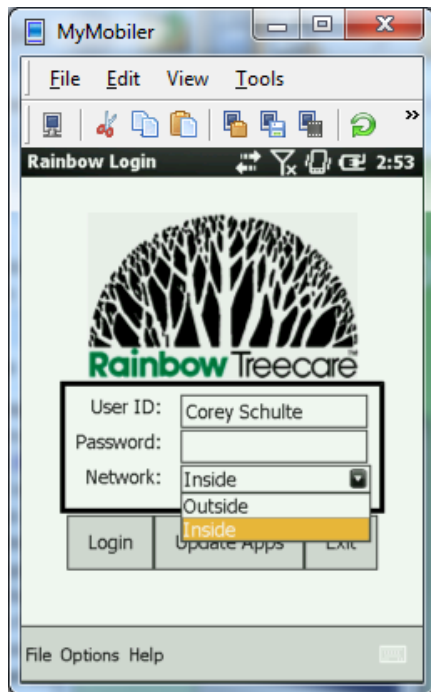 MyMobiler
File Edit View Tools
»
Rainbow Login 2:53
Rainbow Treecare™
User ID: Corey Schulte
Password:
Network: Inside
Outside
Inside
Login Update Apps Exit
File Options Help